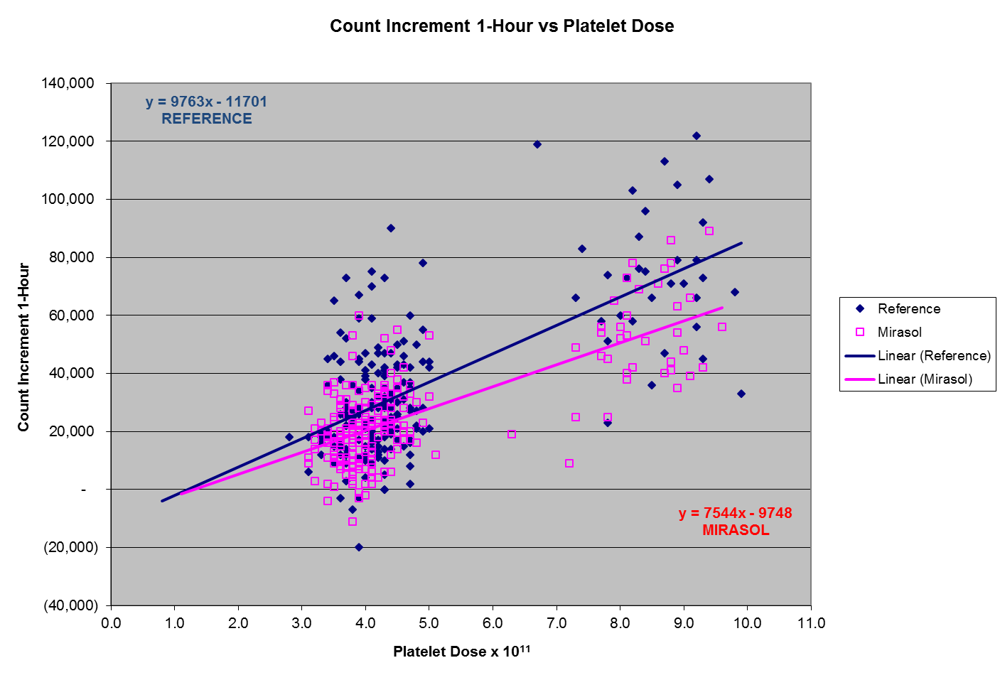 Count Increment 1-Hour vs Platelet Dose
140,000
120,000
100,000
80,000
60,000
40,000
20,000
-
(20,000)
(40,000)
Count Increment 1-Hour
y = 9763x - 11701
REFERENCE
y = 7544x - 9748
MIRASOL
0.0 1.0 2.0 3.0 4.0 5.0 6.0 7.0 8.0 9.0 10.0 11.0
Platelet Dose x 10¹¹
Reference
Mirasol
Linear (Reference)
Linear (Mirasol)